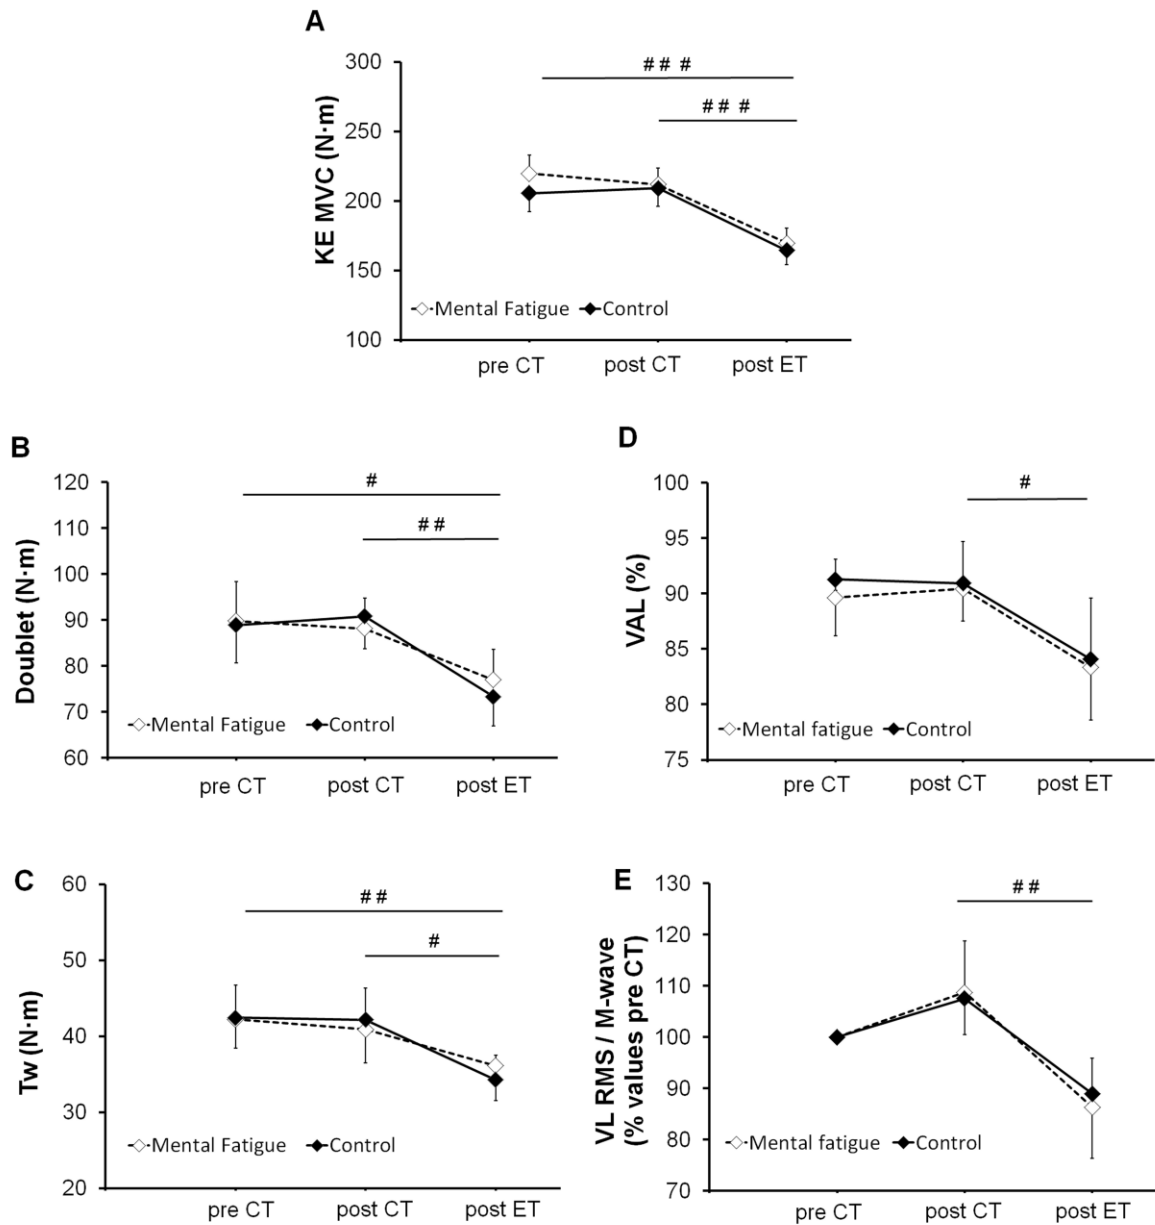 A
300
250
200
150
100
KE MVC (N·m)
# # #
# # #
Mental Fatigue Control
pre CT post CT post ET
B
120
110
100
90
80
70
60
Doublet (N·m)
#
# #
Mental Fatigue Control
pre CT post CT post ET
D
100
95
90
85
80
75
VAL (%)
#
Mental fatigue Control
pre CT post CT post ET
C
60
50
40
30
20
Tw (N·m)
# #
#
Mental Fatigue Control
pre CT post CT post ET
E
130
120
110
100
90
80
70
VL RMS / M-wave
(% values pre CT)
# #
Mental fatigue Control
pre CT post CT post ET